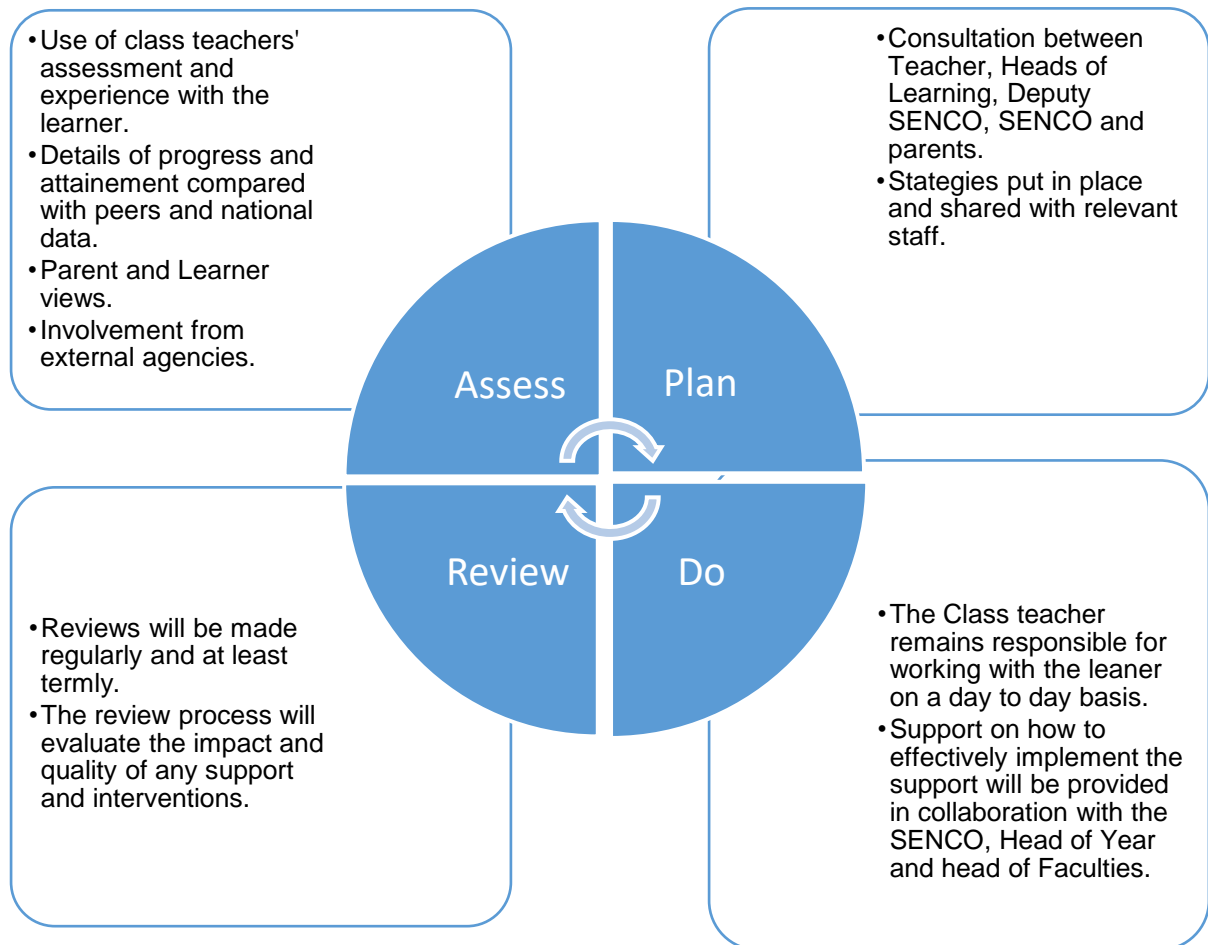 •Use of class teachers'
assessment and
experience with the
learner.
•Details of progress and
attainement compared
with peers and national
data.
•Parent and Learner
views.
•Involvement from
external agencies.
•Consultation between
Teacher, Heads of
Learning, Deputy
SENCO, SENCO and
parents.
•Stategies put in place
and shared with relevant
staff.
Assess
Plan
Review
Do
•Reviews will be made
regularly and at least
termly.
•The review process will
evaluate the impact and
quality of any support
and interventions.
•The Class teacher
remains responsible for
working with the leaner
on a day to day basis.
•Support on how to
effectively implement the
support will be provided
in collaboration with the
SENCO, Head of Year
and head of Faculties.